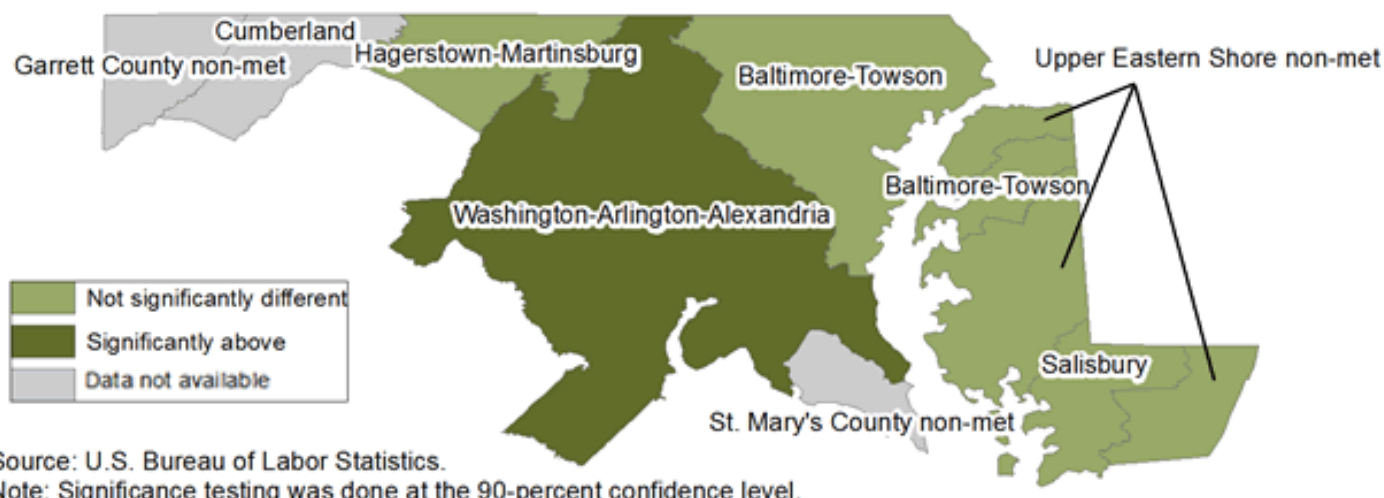 Cumberland
Garrett County non-met
Hagerstown-Martinsburg
Baltimore-Towson
Upper Eastern Shore non-met
Baltimore-Towson
Washington-Arlington-Alexandria
Not significantly different
Significantly above
Data not available
Salisbury
St. Mary's County non-met
Source: U.S. Bureau of Labor Statistics.
Note: Significance testing was done at the 90-percent confidence level.